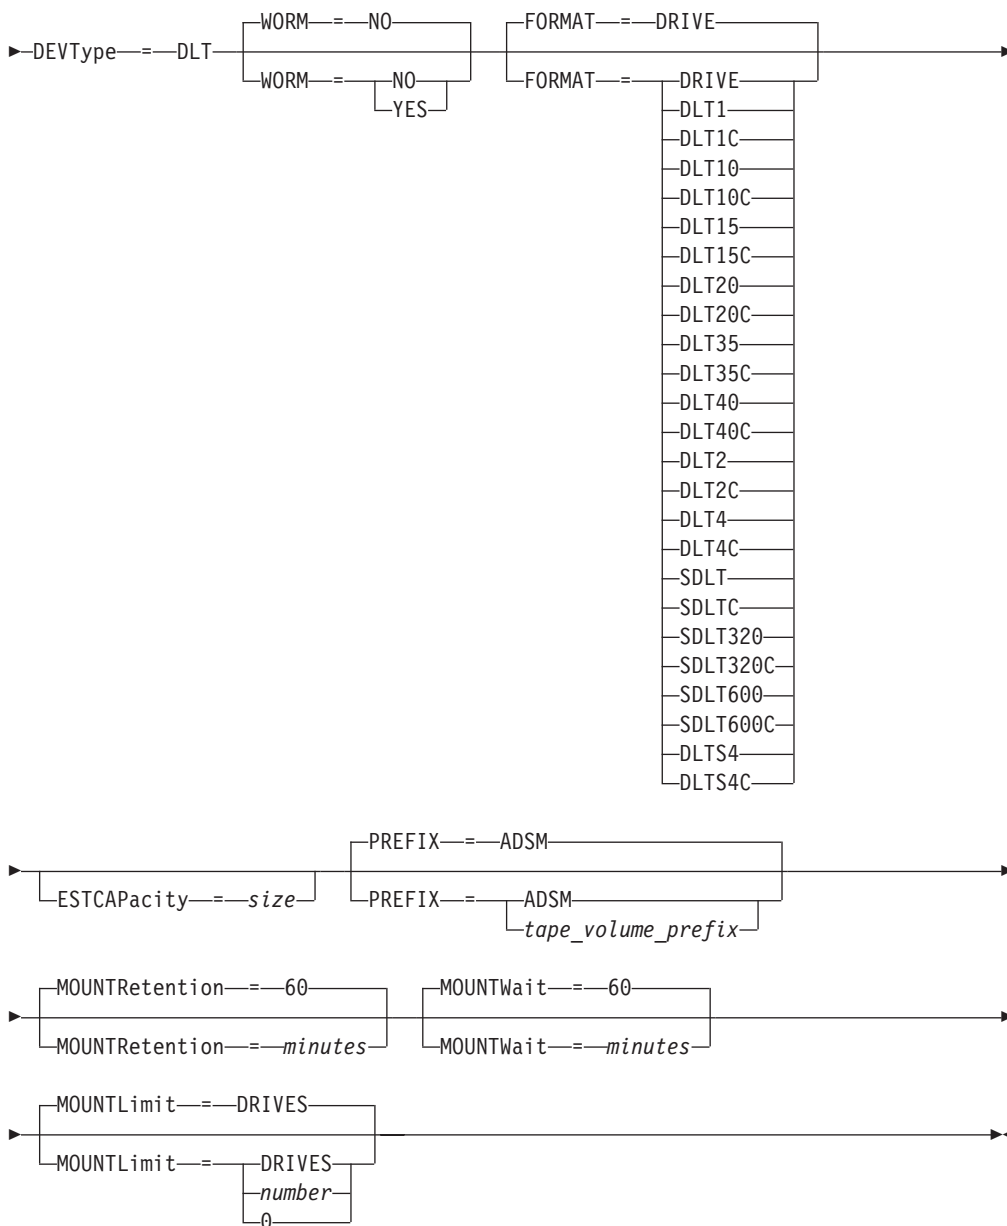 WORM = NO FORMAT = DRIVE
DEVType = DLT
WORM = NO FORMAT = DRIVE
YES DLT1
DLT1C
DLT10
DLT10C
DLT15
DLT15C
DLT20
DLT20C
DLT35
DLT35C
DLT40
DLT40C
DLT2
DLT2C
DLT4
DLT4C
SDLT
SDLTC
SDLT320
SDLT320C
SDLT600
SDLT600C
DLTS4
DLTS4C
PREFIX = ADSM
ESTCAPacity = size PREFIX = ADSM
tape_volume_prefix
MOUNTRetention = 60 MOUNTWait = 60
MOUNTRetention = minutes MOUNTWait = minutes
MOUNTLimit = DRIVES
MOUNTLimit = DRIVES
number
0